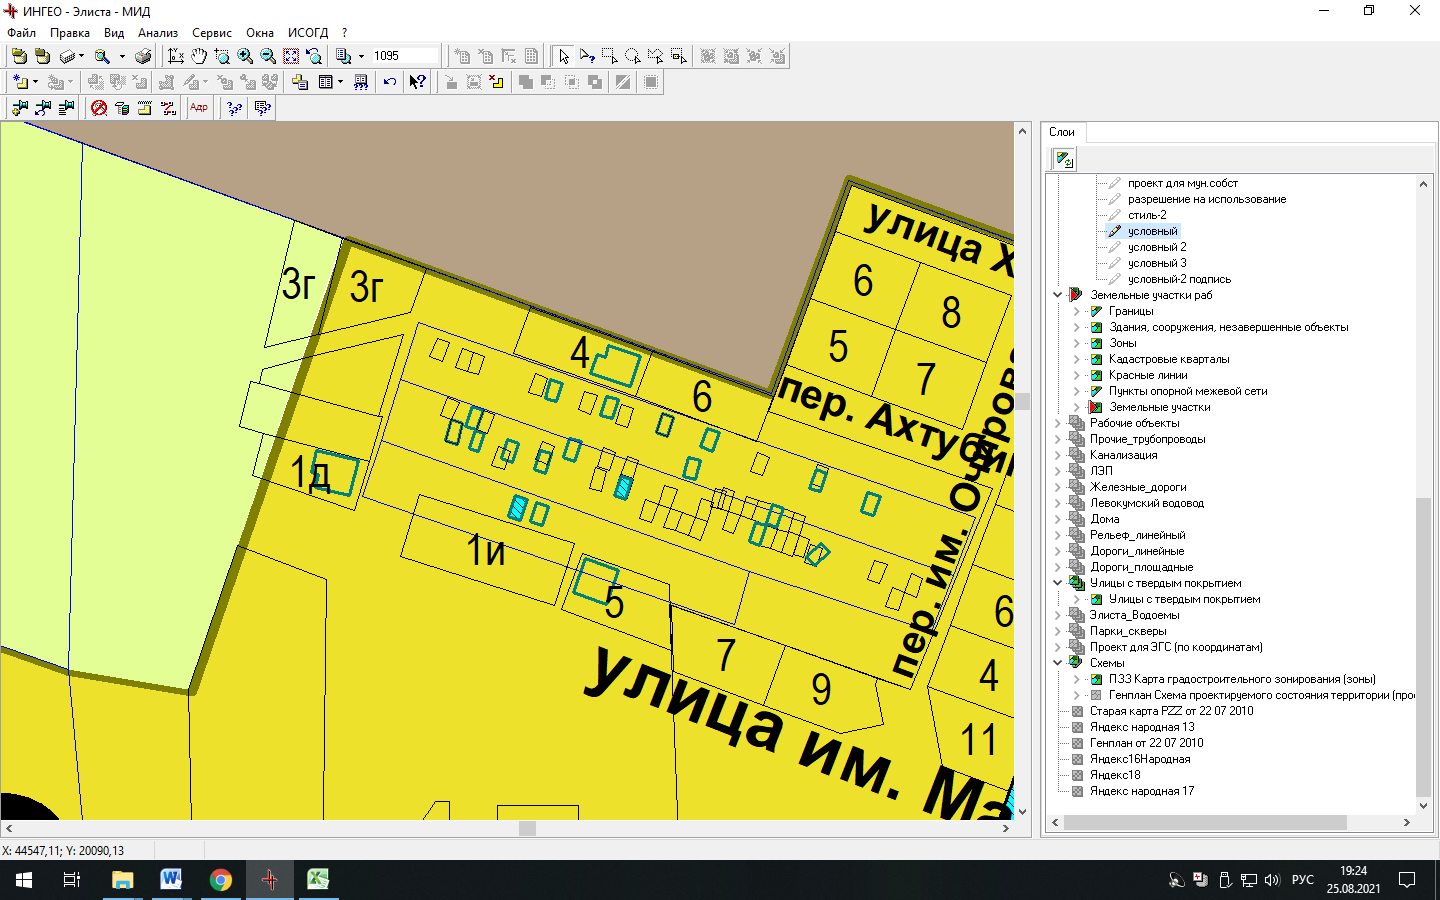 ИНГЕО - Элиста - МИД
Файл Правка Вид Анализ Сервис Окна ИСОГД ?
1095
Адр
Слои
проект для мун.собст
разрешение на использование
стиль-2
условный
условный 2
условный 3
условный-2 подпись
Земельные участки раб
Границы
Здания, сооружения, незавершенные объекты
Зоны
Кадастровые кварталы
Красные линии
Пункты опорной межевой сети
Земельные участки
Рабочие объекты
Прочие_трубопроводы
Канализация
ЛЭП
Железные_дороги
Левокумский водовод
Дома
Рельеф_линейный
Дороги_линейные
Дороги_площадные
Улицы с твердым покрытием
Улицы с твердым покрытием
Элиста_Водоемы
Парки_скверы
Проект для ЭГС (по координатам)
Схемы
ПЗЗ Карта градостроительного зонирования (зоны)
Генплан Схема проектируемого состояния территории (прое
Старая карта PZZ от 22 07 2010
Яндекс народная 13
Генплан от 22 07 2010
Яндекс16Народная
Яндекс18
Яндекс народная 17
улица Х
3г
3г
6
8
4
5
7
6
пер. Ахтуби
пер. им. О
1д
1и
5
6
7
9
4
11
улица им. Ма
X: 44547,11; Y: 20090,13
РУС
19:24
25.08.2021